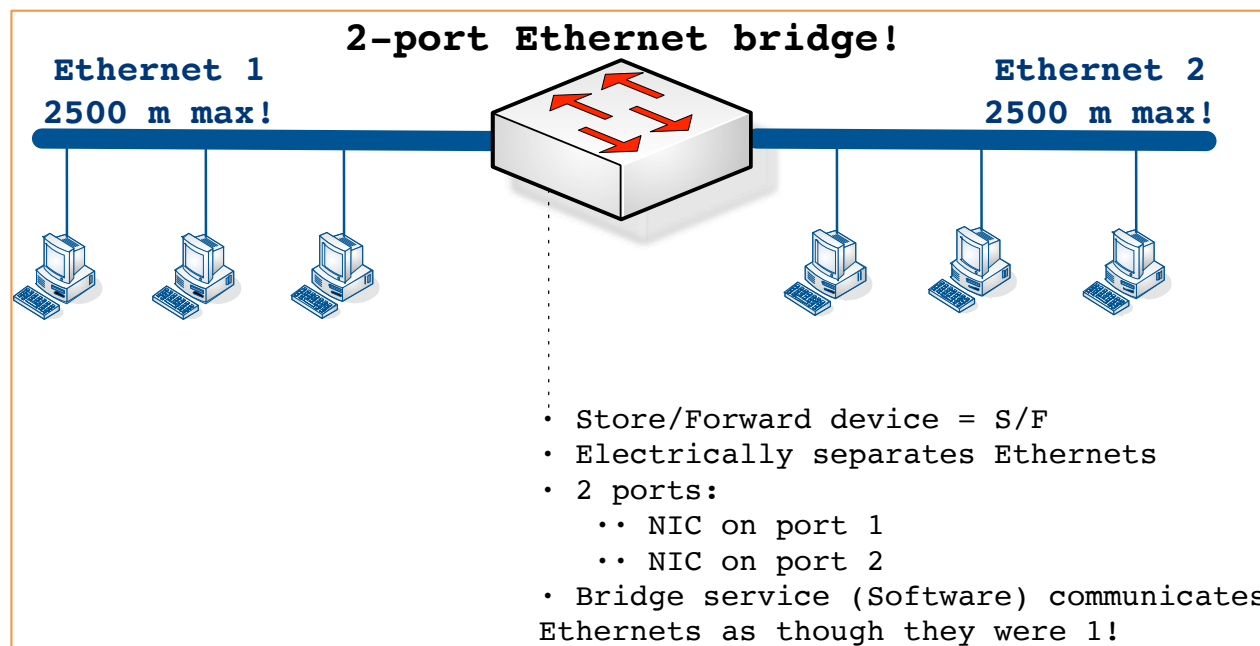 2-port Ethernet bridge!
Ethernet 1
2500 m max!
Ethernet 2
2500 m max!
· Store/Forward device = S/F
· Electrically separates Ethernets
· 2 ports:
·· NIC on port 1
·· NIC on port 2
· Bridge service (Software) communicates
Ethernets as though they were 1!